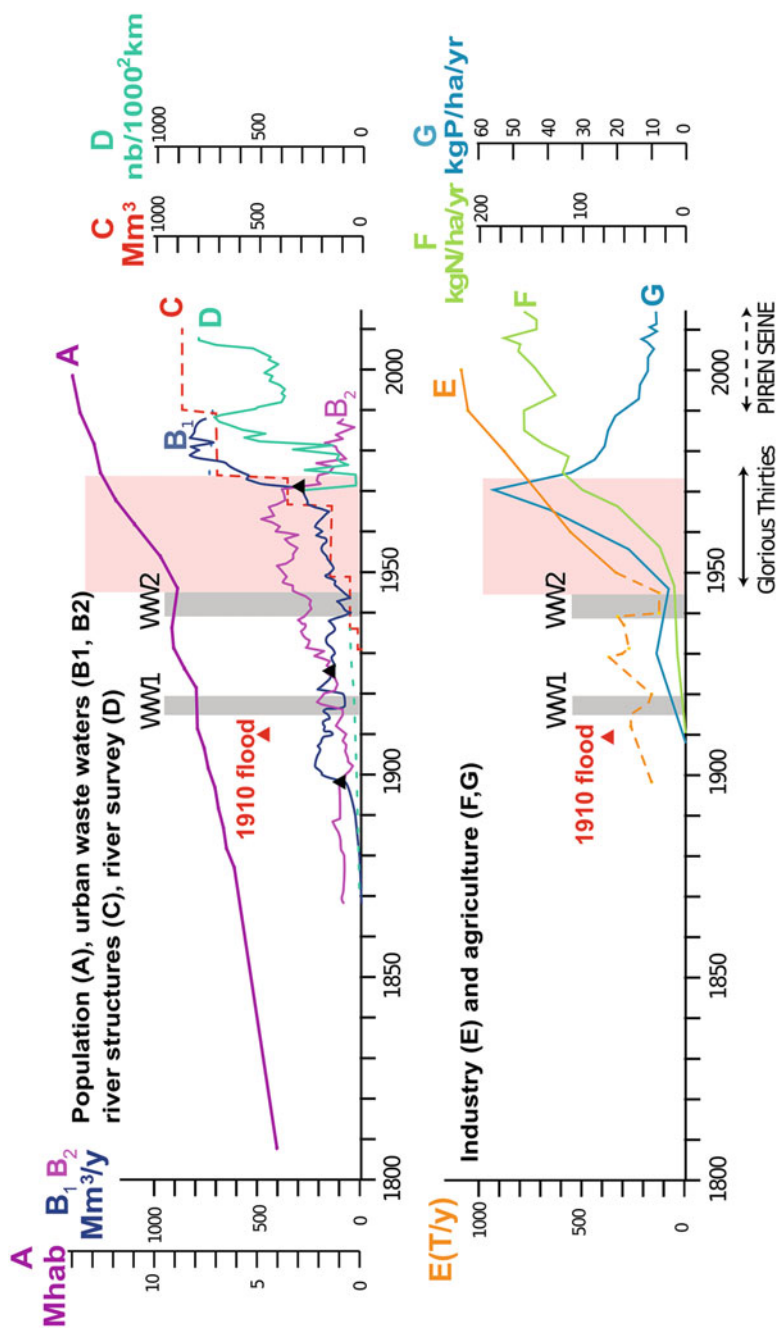 A
Mhab
10
5
0
B1 B2
Mm³/y
1000
500
0
Population (A), urban waste waters (B1, B2)
river structures (C), river survey (D)
1910 flood
WW1
WW2
A
B1
B2
C
D
1800
1850
1900
1950
2000
C
Mm³
1000
500
0
D
nb/1000²km
1000
500
0
E(T/y)
1000
500
0
Industry (E) and agriculture (F,G)
1910 flood
WW1
WW2
E
F
G
1800
1850
1900
1950
2000
Glorious Thirties
PIREN SEINE
F
kgN/ha/yr
200
100
0
G
kgP/ha/yr
60
50
40
30
20
10
0